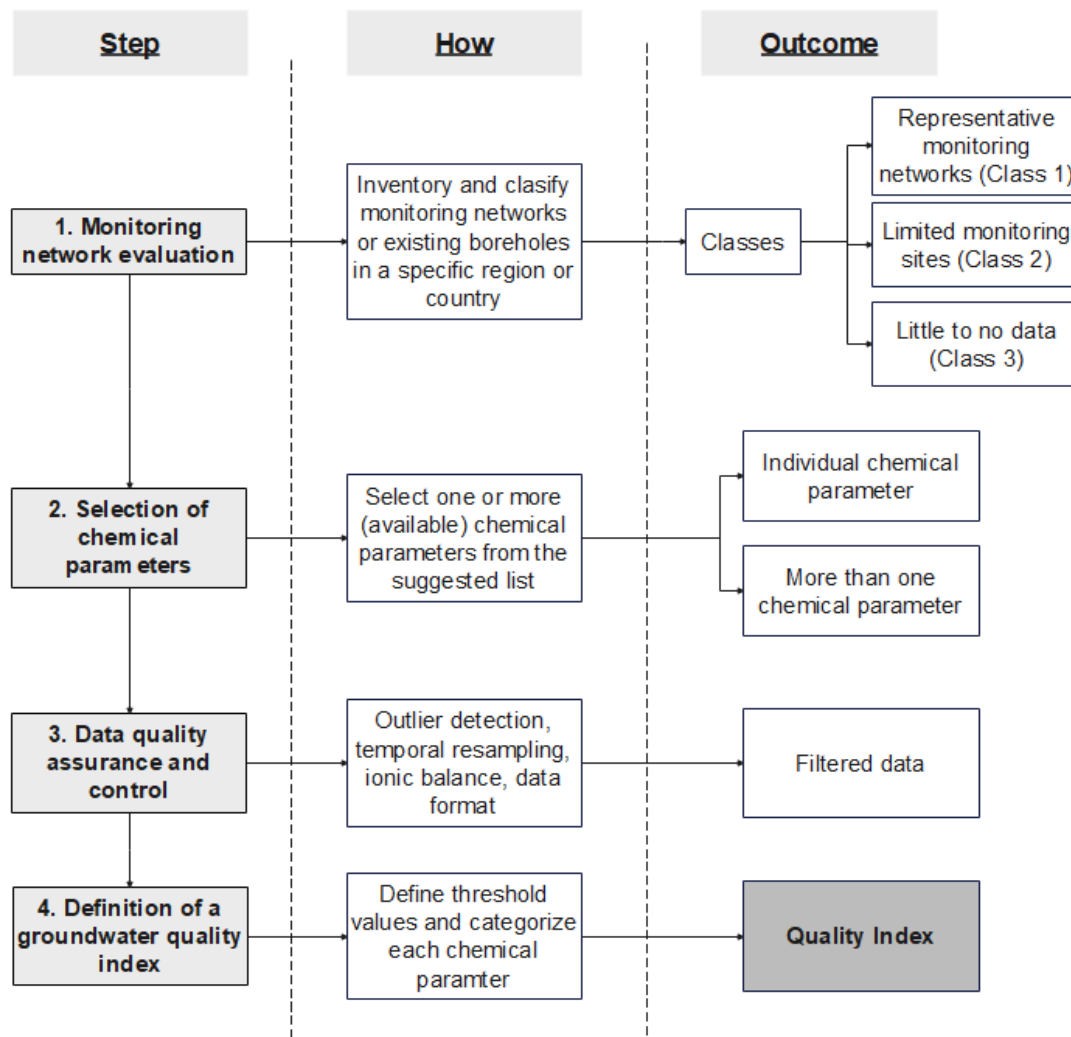 Step
How
Outcome
1. Monitoring
network evaluation
Inventory and clasify
monitoring networks
or existing boreholes
in a specific region or
country
Classes
Representative
monitoring
networks (Class 1)
Limited monitoring
sites (Class 2)
Little to no data
(Class 3)
2. Selection of
chemical
parameters
Select one or more
(available) chemical
parameters from the
suggested list
Individual chemical
parameter
More than one
chemical parameter
3. Data quality
assurance and
control
Outlier detection,
temporal resampling,
ionic balance, data
format
Filtered data
4. Definition of a
groundwater quality
index
Define threshold
values and categorize
each chemical
paramter
Quality Index